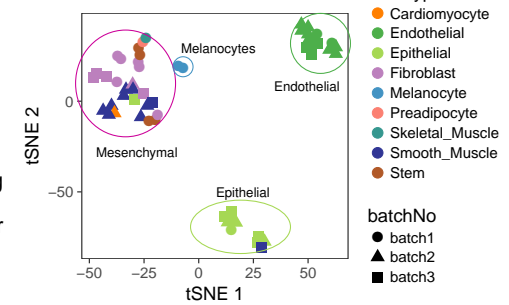 Cardiomyocyte
Endothelial
Epithelial
Fibroblast
Melanocyte
Preadipocyte
Skeletal_Muscle
Smooth_Muscle
Stem
batchNo
batch1
batch2
batch3
Melanocytes
Endothelial
Mesenchymal
Epithelial
tSNE 2
0
−50
−50
−25
0
25
50
tSNE 1